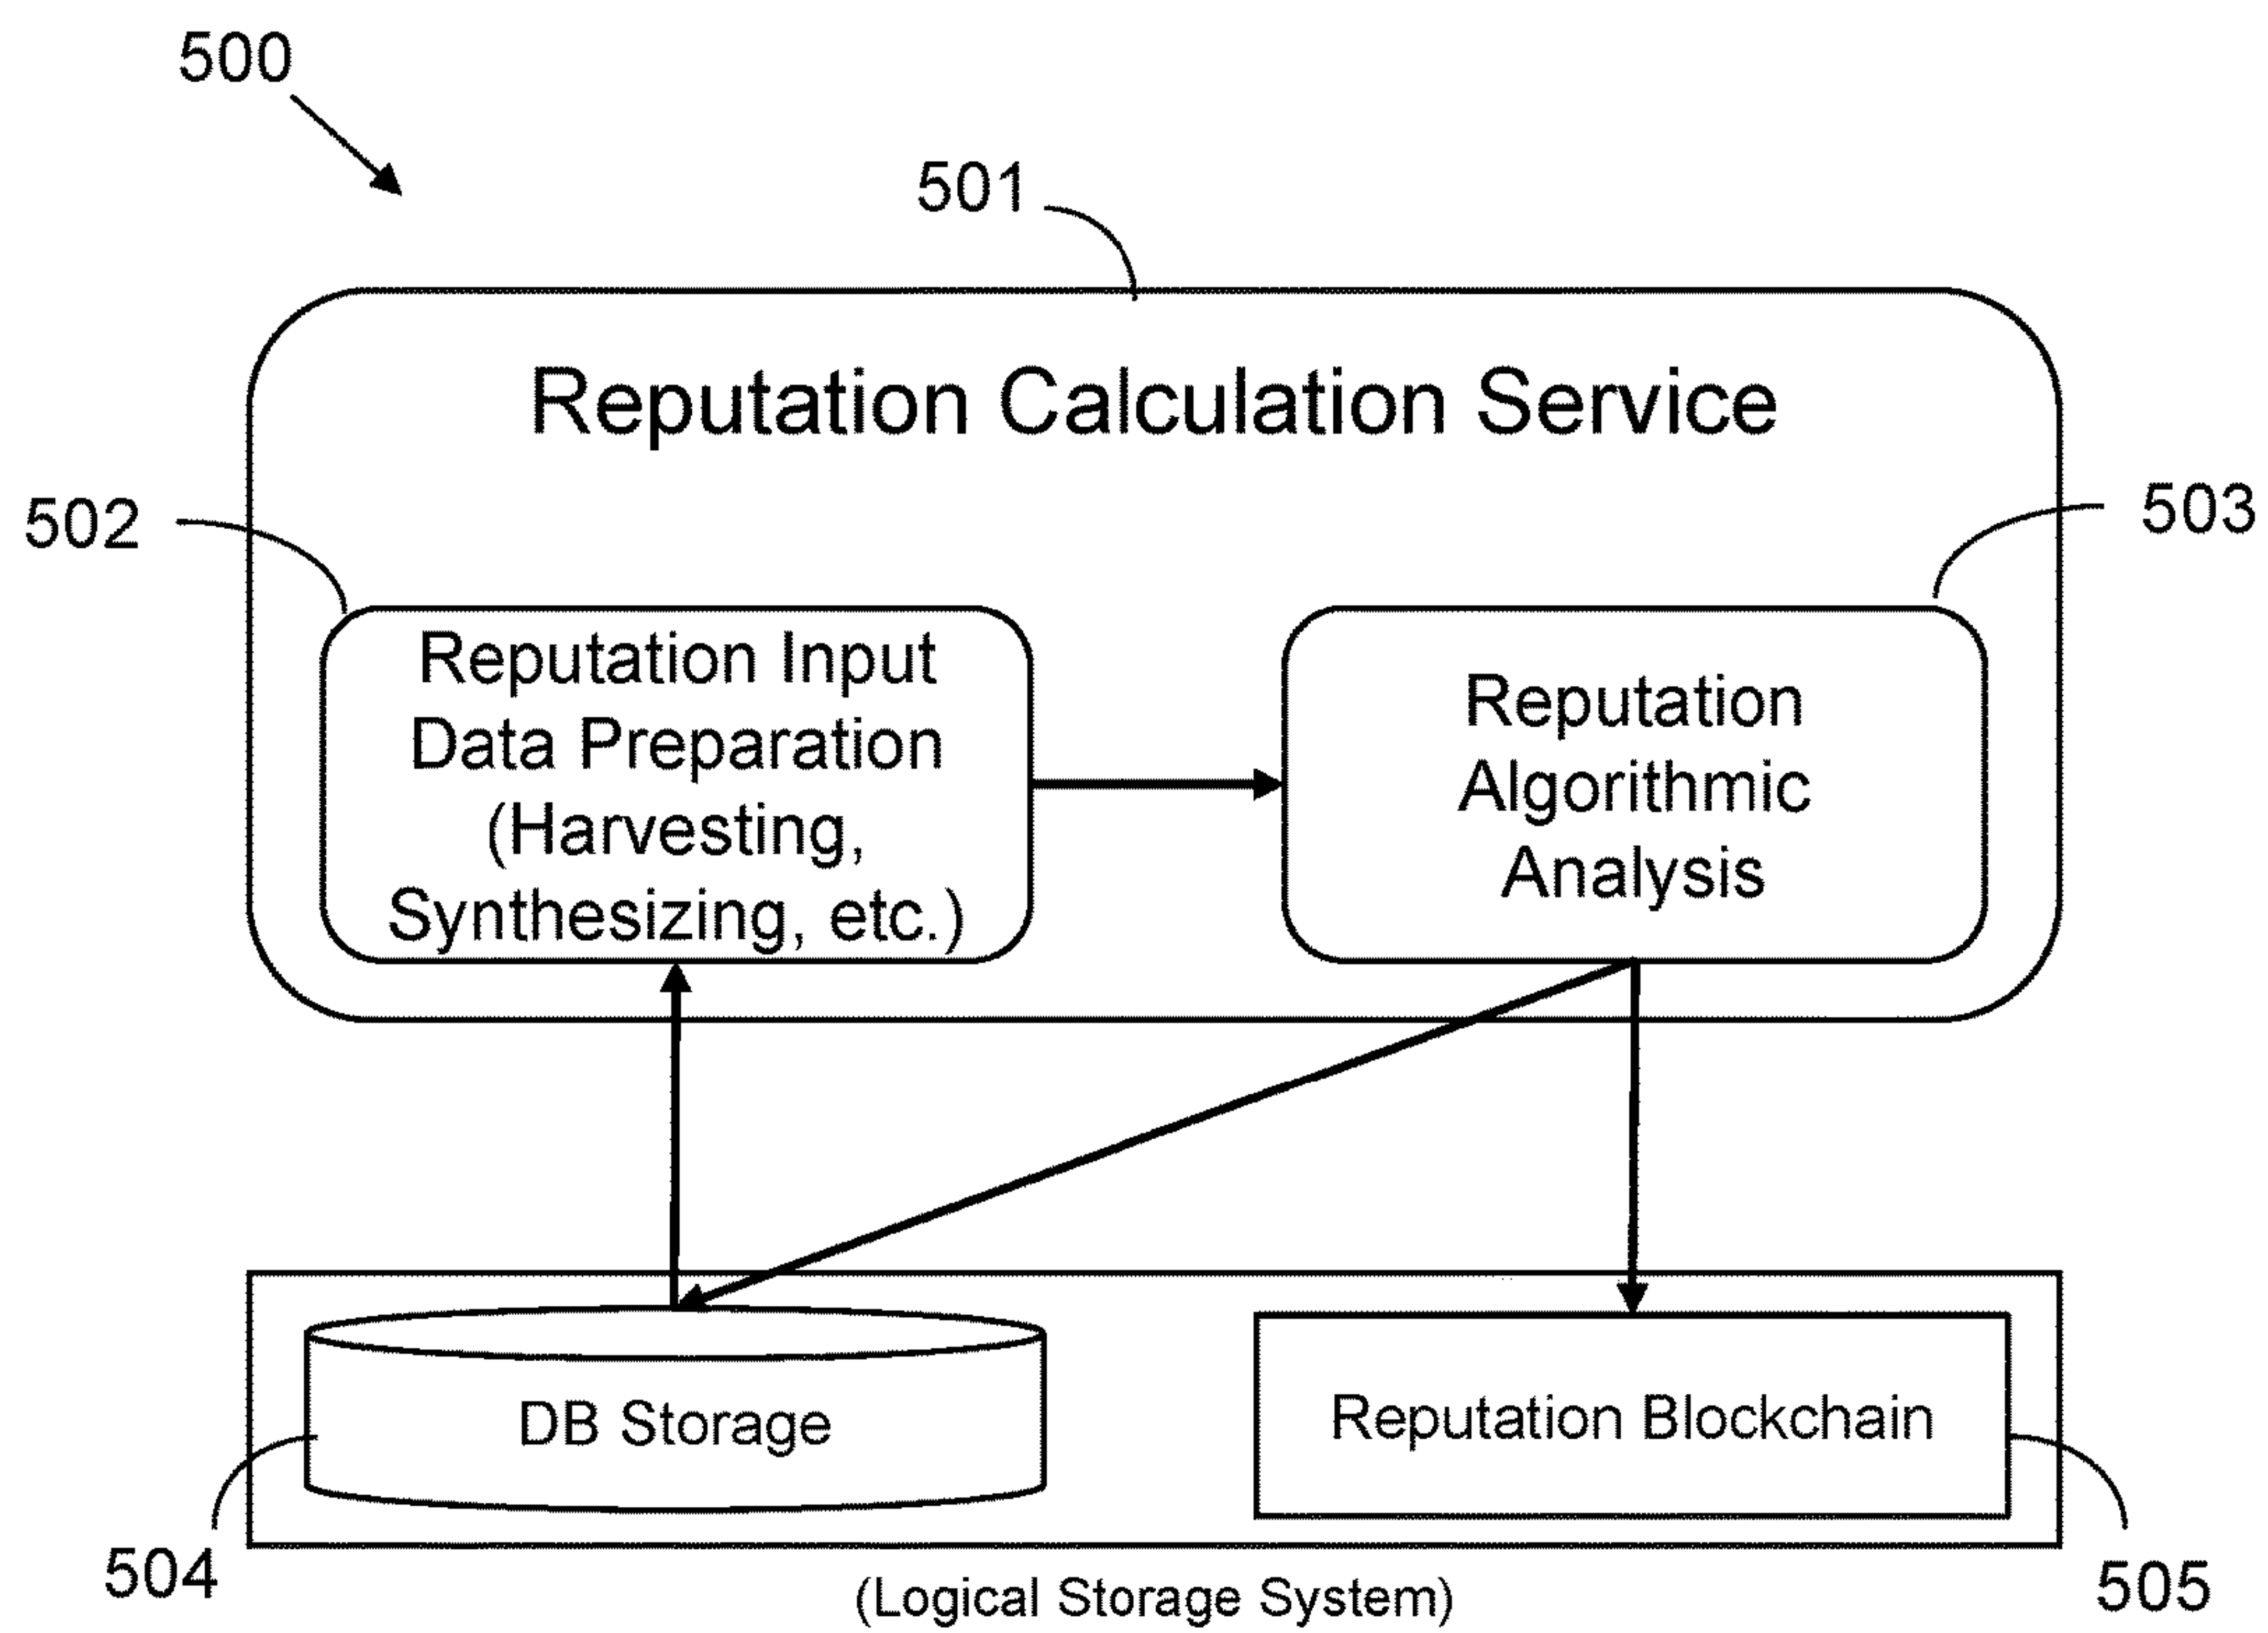 500
501
Reputation Calculation Service
502
503
Reputation Input
Data Preparation
(Harvesting,
Synthesizing, etc.)
Reputation
Algorithmic
Analysis
DB Storage
Reputation Blockchain
504
505
(Logical Storage System)